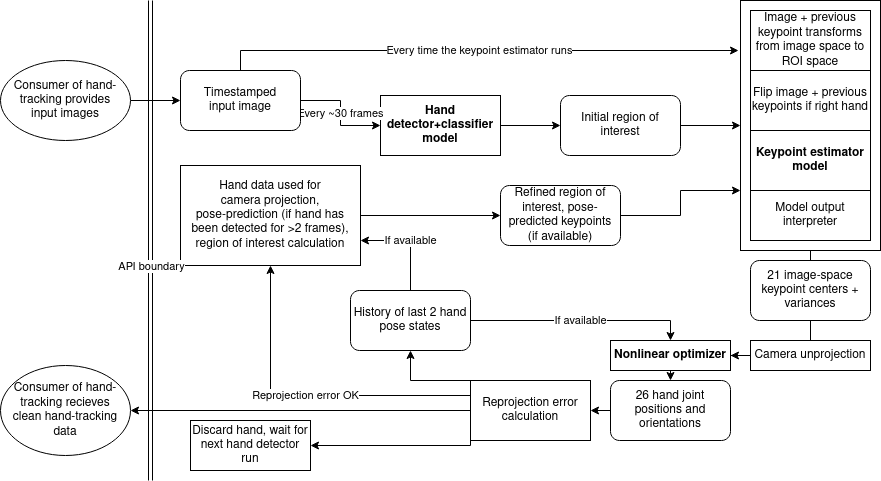 Image + previous
keypoint transforms
from image space to
ROI space
Every time the keypoint estimator runs
Consumer of hand-
tracking provides
input images
Timestamped
input image
Every ~30 frames
Hand
detector+classifier
model
Initial region of
interest
Flip image + previous
keypoints if right hand
Keypoint estimator
model
Model output
interpreter
Hand data used for
camera projection,
pose-prediction (if hand has
been detected for >2 frames),
region of interest calculation
Refined region of
interest, pose-
predicted keypoints
(if available)
If available
API boundary
21 image-space
keypoint centers +
variances
History of last 2 hand
pose states
If available
Nonlinear optimizer
Camera unprojection
Consumer of hand-
tracking recieves
clean hand-tracking
data
Reprojection error OK
Reprojection error
calculation
26 hand joint
positions and
orientations
Discard hand, wait for
next hand detector
run